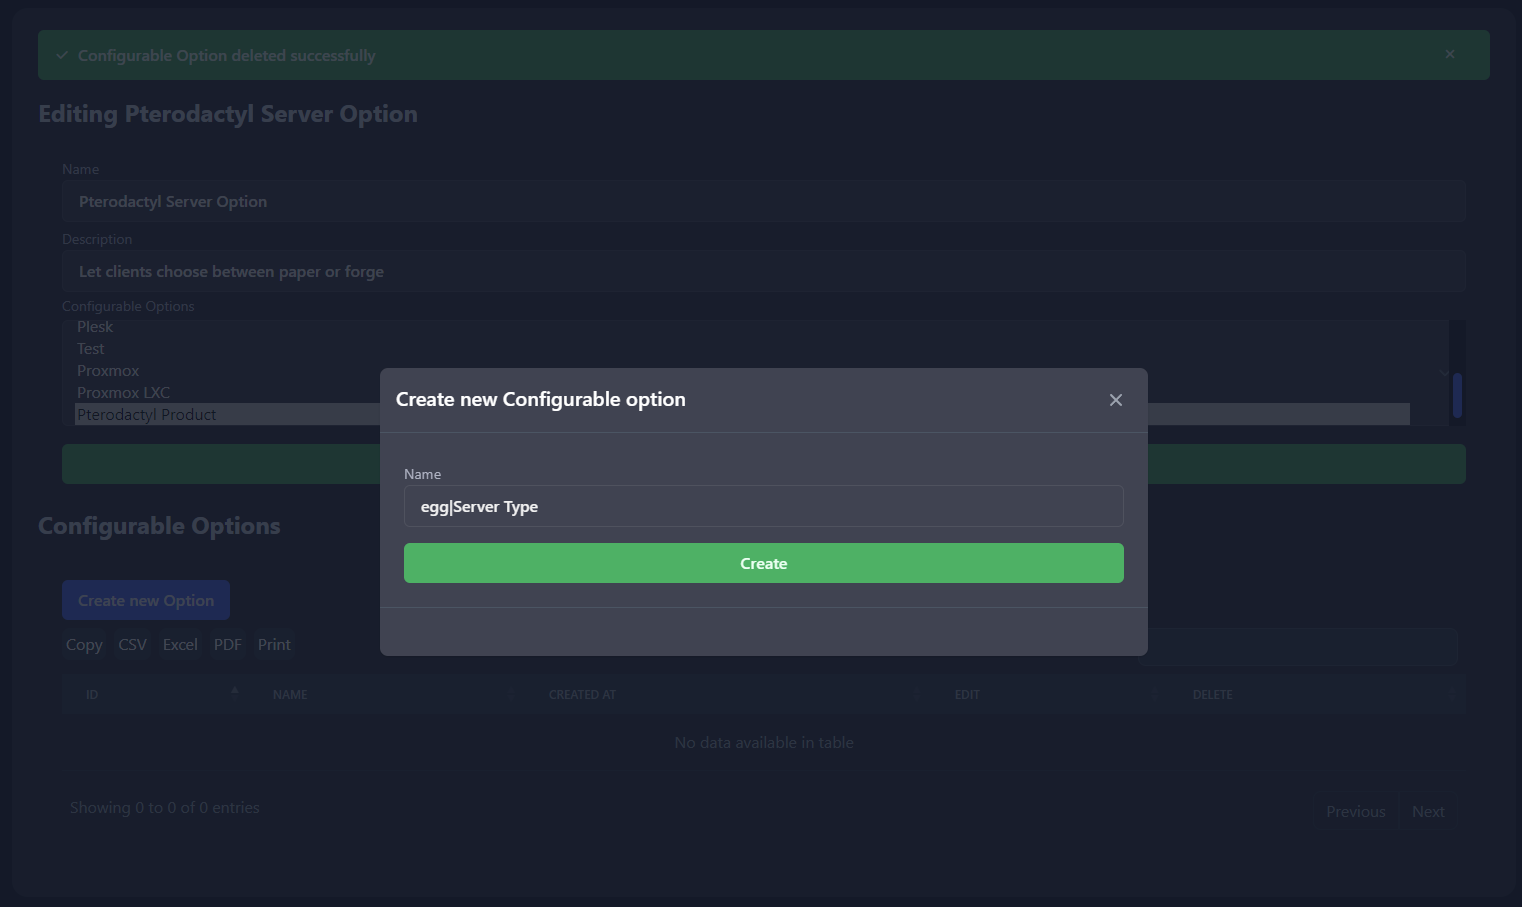 Configurable Option deleted successfully
Editing Pterodactyl Server Option
Name
Pterodactyl Server Option
Description
Let clients choose between paper or forge
Configurable Options
Plesk
Test
Proxmox
Proxmox LXC
Pterodactyl Product
Create new Configurable option
Name
egg|Server Type
Create
Configurable Options
Create new Option
Copy CSV Excel PDF Print
ID NAME CREATED AT EDIT DELETE
No data available in table
Showing 0 to 0 of 0 entries
Previous Next